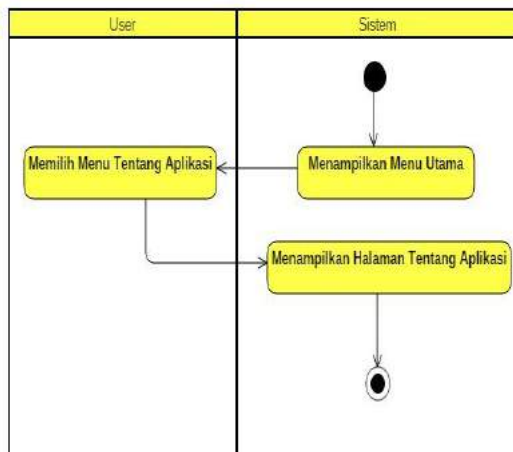 User
Sistem
Menampilkan Menu Utama
Memilih Menu Tentang Aplikasi
Menampilkan Halaman Tentang Aplikasi